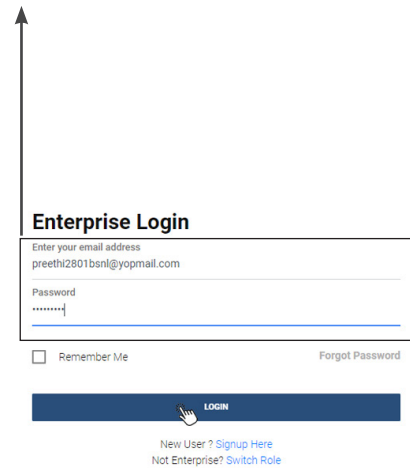 Enterprise Login
Enter your email address
preethi2801bsnl@yopmail.com
Password
•••••••••
Remember Me
Forgot Password
LOGIN
New User ? Signup Here
Not Enterprise? Switch Role